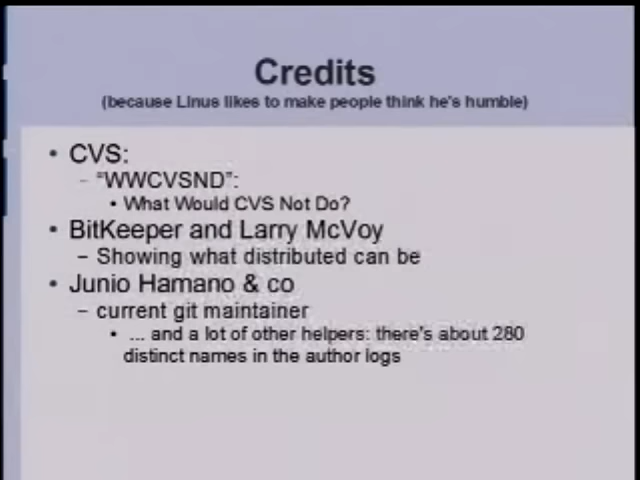 Credits
(because Linus likes to make people think he's humble)
• CVS:
– “WWCVSND”:
• What Would CVS Not Do?
• BitKeeper and Larry McVoy
– Showing what distributed can be
• Junio Hamano & co
– current git maintainer
• ... and a lot of other helpers: there's about 280
distinct names in the author logs